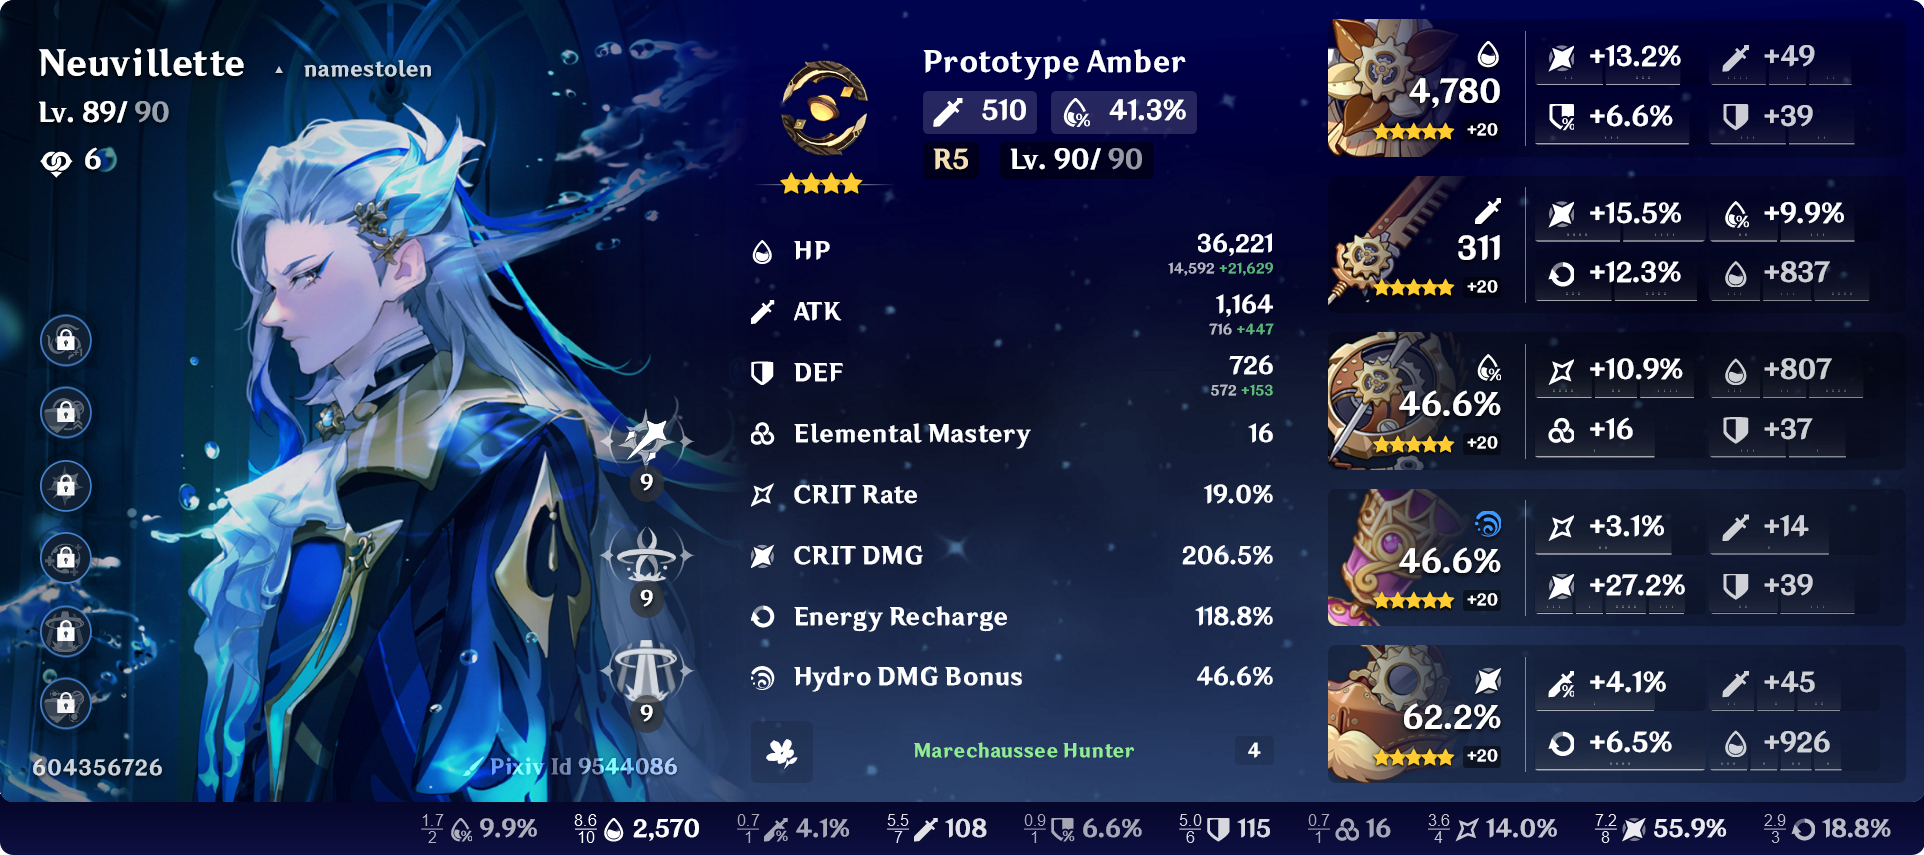 Neuvillette ▲ namestolen
Lv. 89/ 90
6
9
9
9
604356726
Pixiv Id 9544086
Prototype Amber
510 41.3%
R5 Lv. 90/ 90
HP 36,221
14,592 +21,629
ATK 1,164
716 +447
DEF 726
572 +153
Elemental Mastery 16
CRIT Rate 19.0%
CRIT DMG 206.5%
Energy Recharge 118.8%
Hydro DMG Bonus 46.6%
Marechaussee Hunter 4
4,780
+20
+13.2% +49
+6.6% +39
311
+20
+15.5% +9.9%
+12.3% +837
46.6%
+20
+10.9% +807
+16 +37
46.6%
+20
+3.1% +14
+27.2% +39
62.2%
+20
+4.1% +45
+6.5% +926
1.7/2 9.9% 8.6/10 2,570 0.7/1 4.1% 5.5/7 108 0.9/1 6.6% 5.0/6 115 0.7/1 16 3.6/4 14.0% 7.2/8 55.9% 2.9/3 18.8%